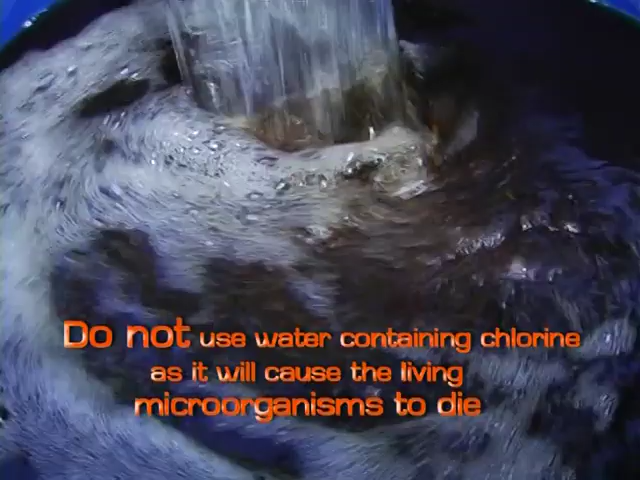 Do not use water containing chlorine
as it will cause the living
microorganisms to die